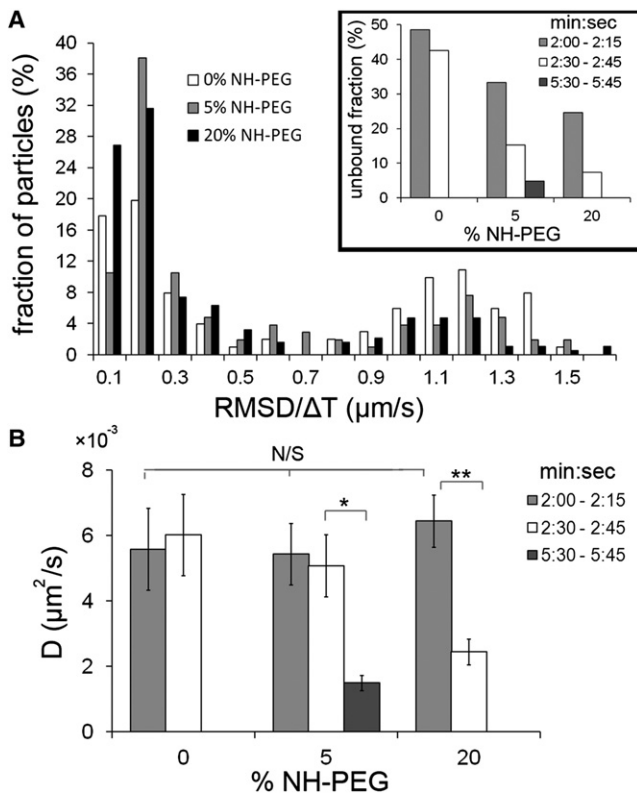 A
fraction of particles (%)
40
36
32
28
24
20
16
12
8
4
0
0% NH-PEG
5% NH-PEG
20% NH-PEG
0.1 0.3 0.5 0.7 0.9 1.1 1.3 1.5
RMSD/ΔT (µm/s)
unbound fraction (%)
50
40
30
20
10
0
min:sec
2:00 - 2:15
2:30 - 2:45
5:30 - 5:45
0 5 20
% NH-PEG
B
×10⁻³
D (µm²/s)
8
6
4
2
0
N/S
*
**
min:sec
2:00 - 2:15
2:30 - 2:45
5:30 - 5:45
0 5 20
% NH-PEG